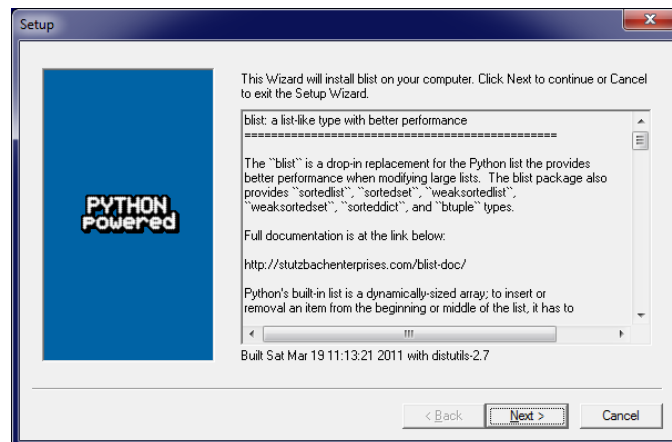 Setup
This Wizard will install blist on your computer. Click Next to continue or Cancel
to exit the Setup Wizard.
blist: a list-like type with better performance
===============================================
The ``blist`` is a drop-in replacement for the Python list the provides
better performance when modifying large lists.  The blist package also
provides ``sortedlist``, ``sortedset``, ``weaksortedlist``,
``weaksortedset``, ``sorteddict``, and ``btuple`` types.
Full documentation is at the link below:
http://stutzbachenterprises.com/blist-doc/
Python's built-in list is a dynamically-sized array; to insert or
removal an item from the beginning or middle of the list, it has to
PYTHON
Powered
Built Sat Mar 19 11:13:21 2011 with distutils-2.7
< Back
Next >
Cancel